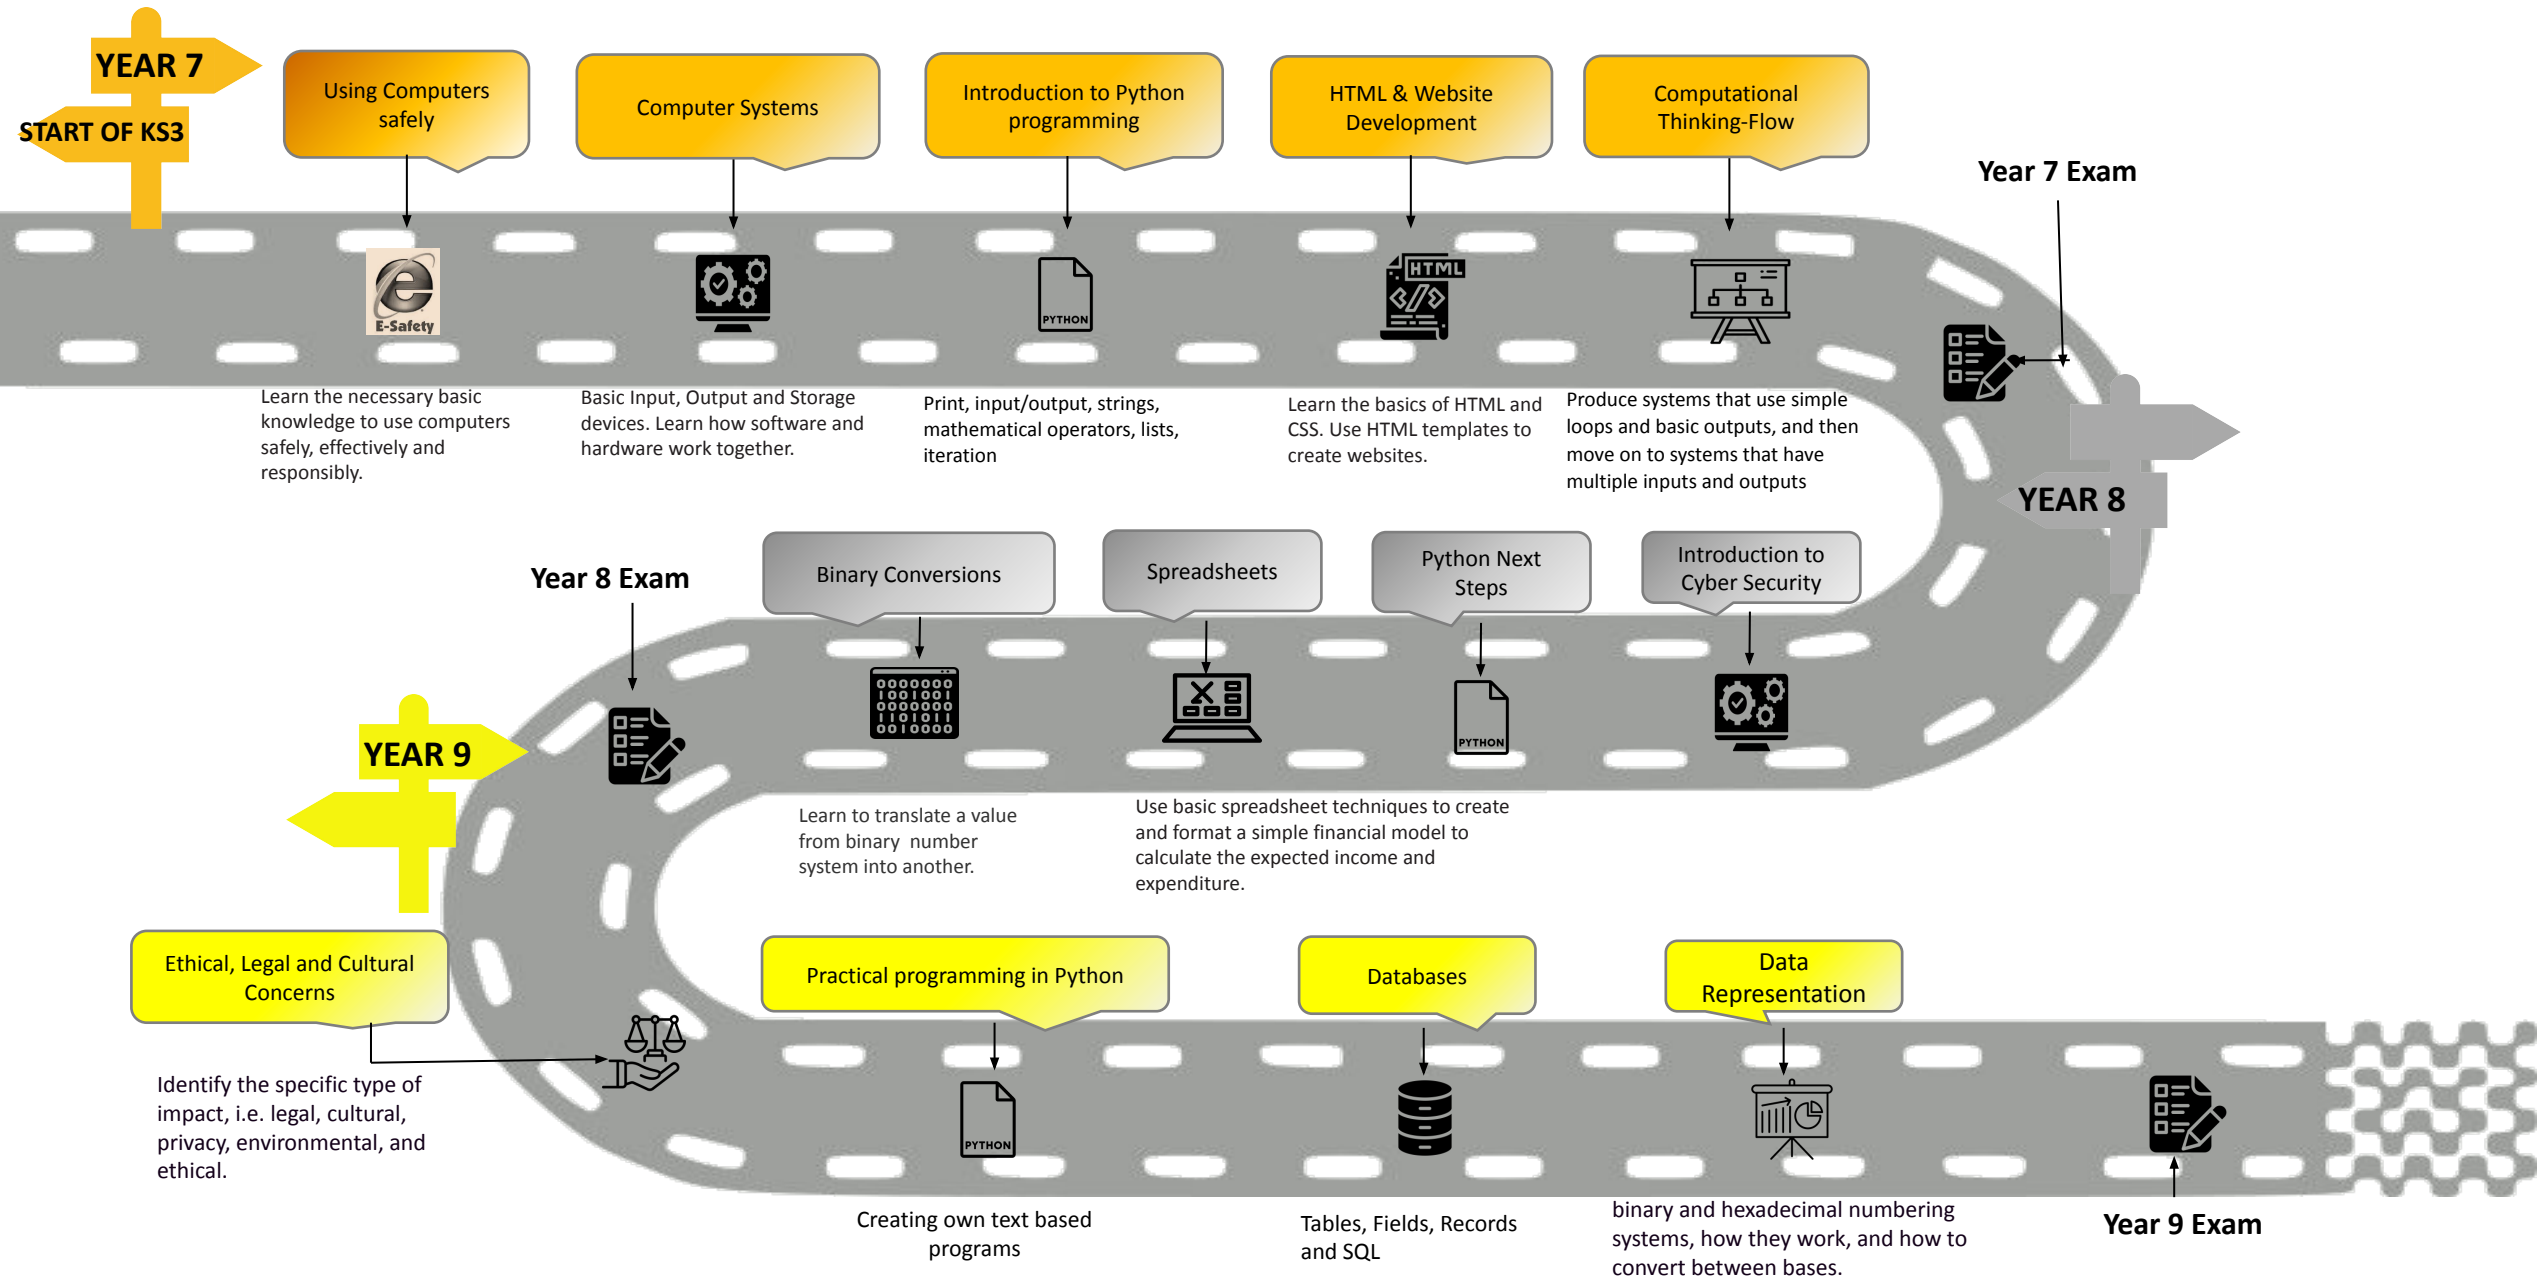 YEAR 7
START OF KS3
Using Computers
safely
Computer Systems
Introduction to Python
programming
HTML & Website
Development
Computational
Thinking-Flow
Year 7 Exam
E-Safety
PYTHON
HTML
Learn the necessary basic
knowledge to use computers
safely, effectively and
responsibly.
Basic Input, Output and Storage
devices. Learn how software and
hardware work together.
Print, input/output, strings,
mathematical operators, lists,
iteration
Learn the basics of HTML and
CSS. Use HTML templates to
create websites.
Produce systems that use simple
loops and basic outputs, and then
move on to systems that have
multiple inputs and outputs
YEAR 8
Introduction to
Cyber Security
Python Next
Steps
Spreadsheets
Binary Conversions
Year 8 Exam
PYTHON
0000000
1101001
0000000
1101011
0010000
Use basic spreadsheet techniques to create
and format a simple financial model to
calculate the expected income and
expenditure.
Learn to translate a value
from binary  number
system into another.
YEAR 9
Ethical, Legal and Cultural
Concerns
Identify the specific type of
impact, i.e. legal, cultural,
privacy, environmental, and
ethical.
Practical programming in Python
PYTHON
Creating own text based
programs
Databases
Tables, Fields, Records
and SQL
Data
Representation
binary and hexadecimal numbering
systems, how they work, and how to
convert between bases.
Year 9 Exam